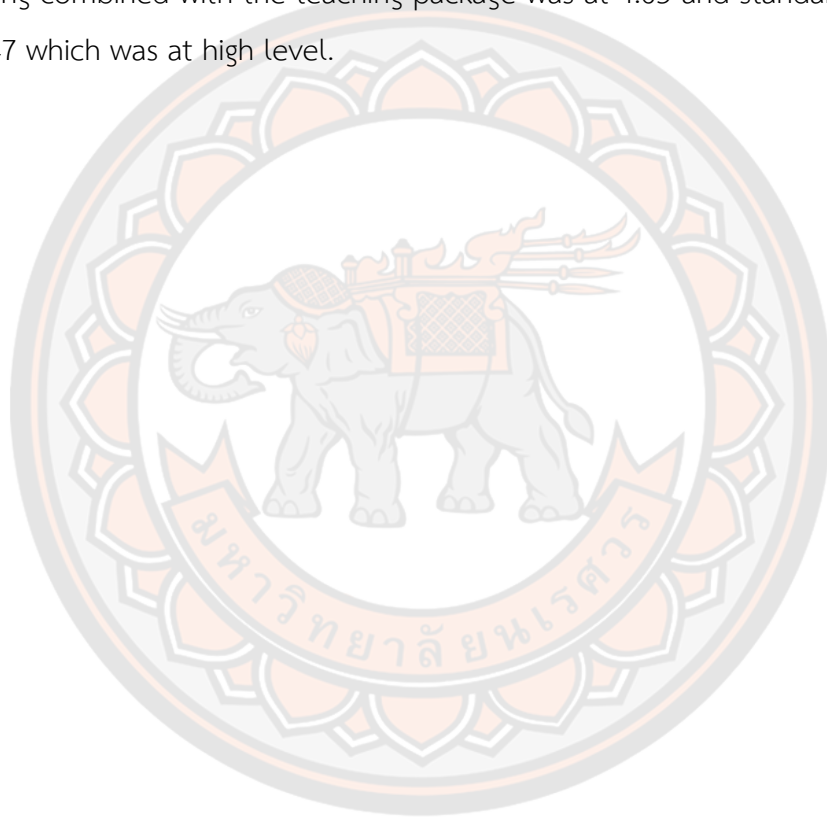 combined with the teaching package was at
7 which was at high level.
มหาวิทยาลัยนเรศวร